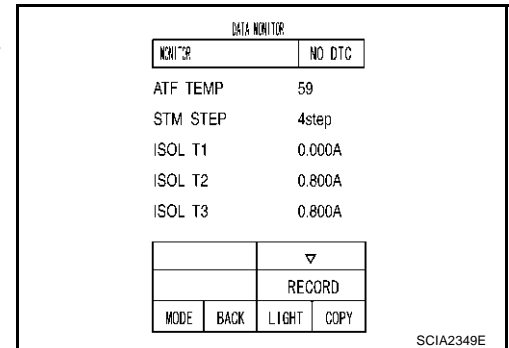 DATA MONITOR
MONITOR NO DTC
ATF TEMP 59
STM STEP 4step
ISOL T1 0.000A
ISOL T2 0.800A
ISOL T3 0.800A
▽
RECORD
MODE BACK LIGHT COPY
SCIA2349E